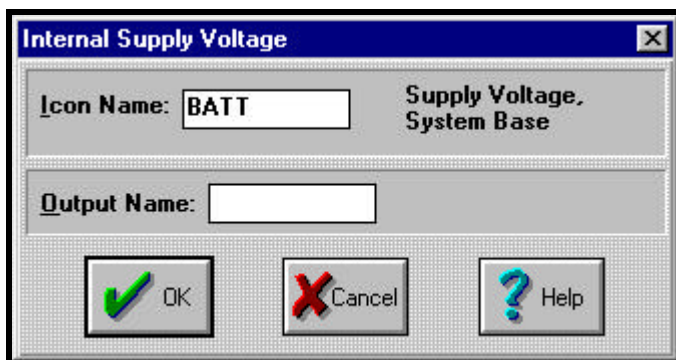 Internal Supply Voltage
Icon Name: BATT
Supply Voltage,
System Base
Output Name:
OK
Cancel
Help